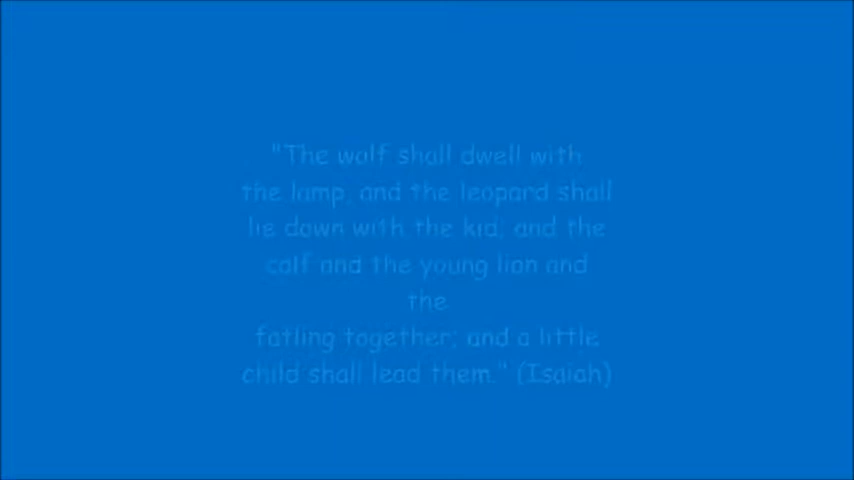 "The wolf shall dwell with
the lamp, and the leopard shall
lie down with the kid; and the
calf and the young lion and
the
fatling together; and a little
child shall lead them." (Isaiah)